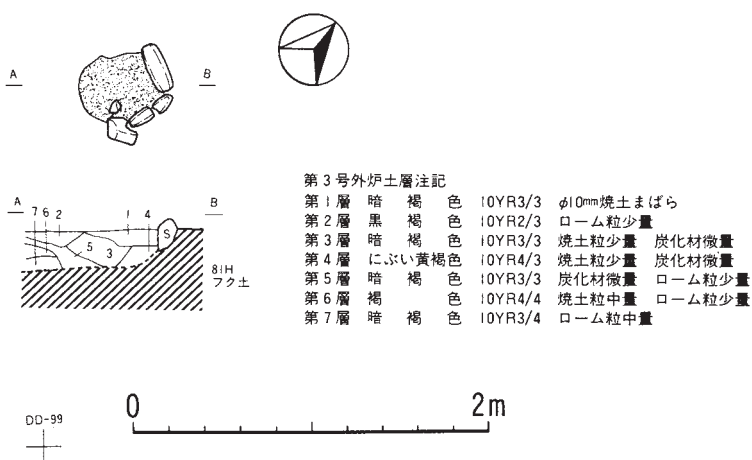 A B
A 7 6 2 1 4 B
S
5 3
81H
フク土
第3号外炉土層注記
第1層 暗褐色 10YR3/3 φ10mm焼土まばら
第2層 黒褐色 10YR2/3 ローム粒少量
第3層 暗褐色 10YR3/3 焼土粒少量 炭化材微量
第4層 にぶい黄褐色 10YR4/3 焼土粒少量 炭化材微量
第5層 暗褐色 10YR3/3 炭化材微量 ローム粒少量
第6層 褐色 10YR4/4 焼土粒中量 ローム粒少量
第7層 暗褐色 10YR3/4 ローム粒中量
0 2m
DD-99